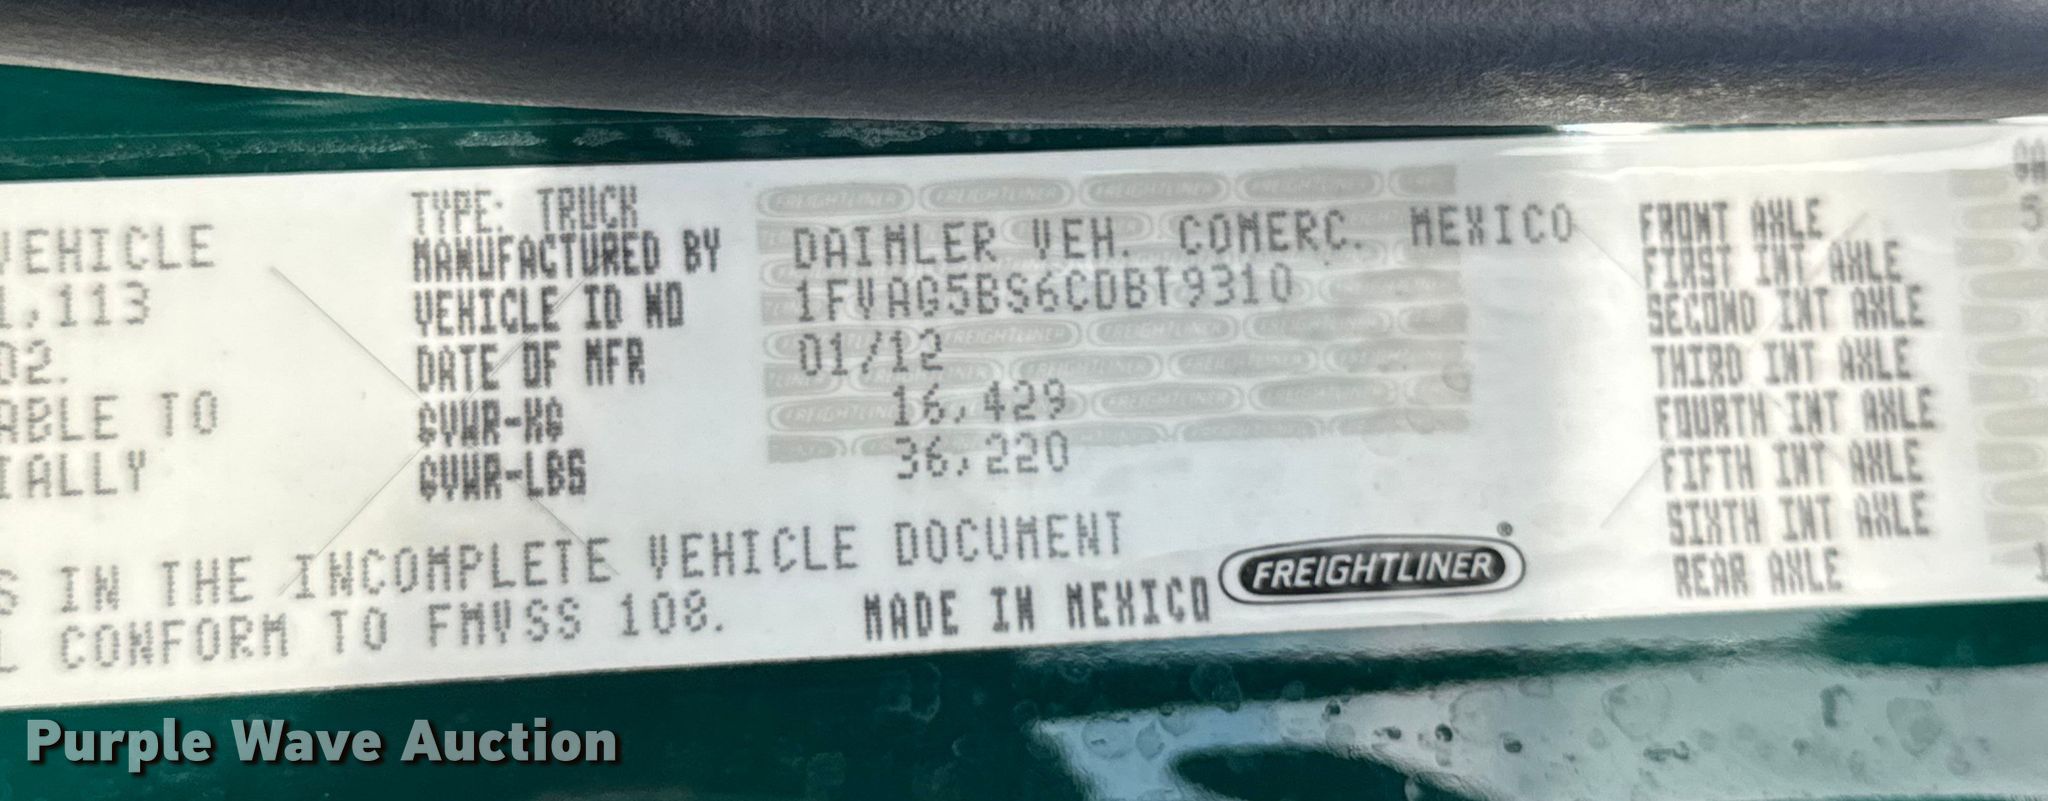 TYPE: TRUCK
VEHICLE MANUFACTURED BY DAIMLER VEH. COMERC. MEXICO
1,113 VEHICLE ID NO 1FVAG5BS6CDBT9310
02. DATE OF MFR 01/12
ABLE TO GVWR-KG 16,429
IALLY GVWR-LBS 36,220
S IN THE INCOMPLETE VEHICLE DOCUMENT
L CONFORM TO FMVSS 108. MADE IN MEXICO FREIGHTLINER®
FRONT AXLE 5
FIRST INT AXLE
SECOND INT AXLE
THIRD INT AXLE
FOURTH INT AXLE
FIFTH INT AXLE
SIXTH INT AXLE
REAR AXLE 1
Purple Wave Auction